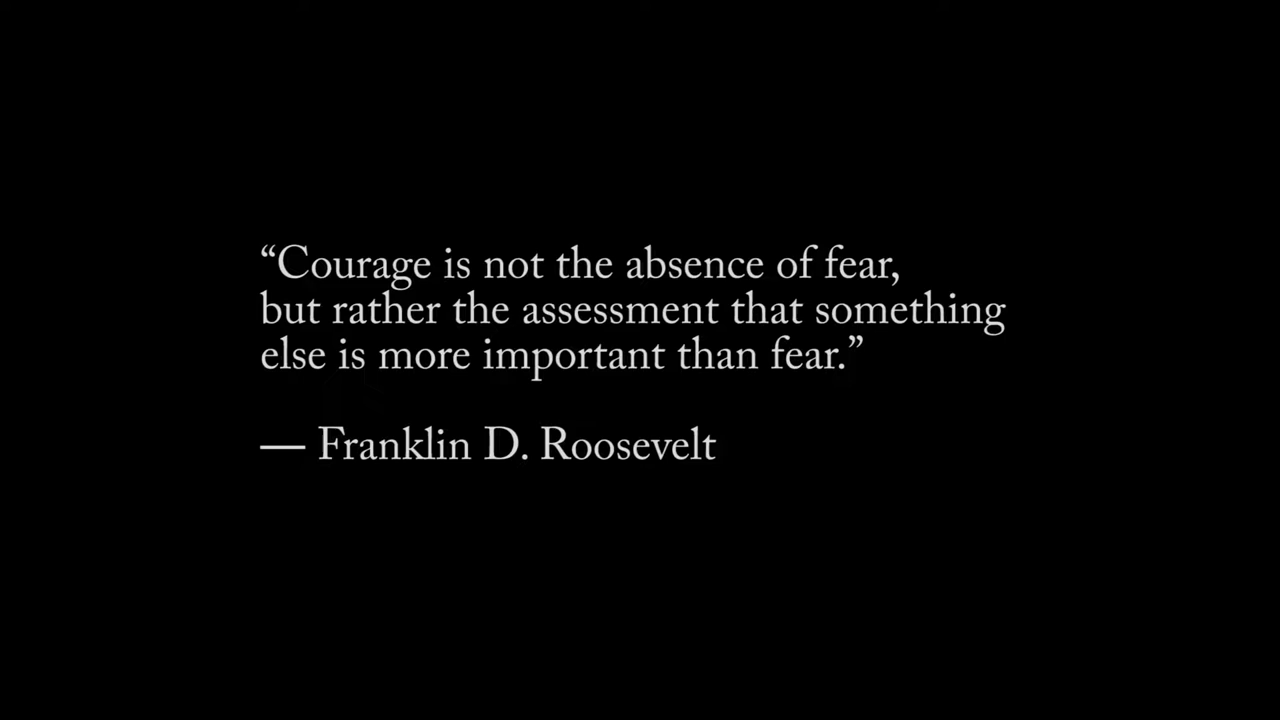 “Courage is not the absence of fear,
but rather the assessment that something
else is more important than fear.”
— Franklin D. Roosevelt